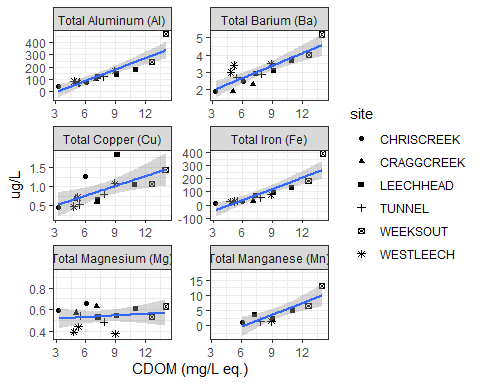 Total Aluminum (Al)
Total Barium (Ba)
400
300
200
100
0
3 6 9 12
5
4
3
2
3 6 9 12
Total Copper (Cu)
Total Iron (Fe)
1.5
1.0
0.5
3 6 9 12
400
300
200
100
0
-100
3 6 9 12
Total Magnesium (Mg)
Total Manganese (Mn)
0.8
0.6
0.4
3 6 9 12
15
10
5
0
3 6 9 12
ug/L
CDOM (mg/L eq.)
site
CHRISCREEK
CRAGGCREEK
LEECHHEAD
TUNNEL
WEEKSOUT
WESTLEECH